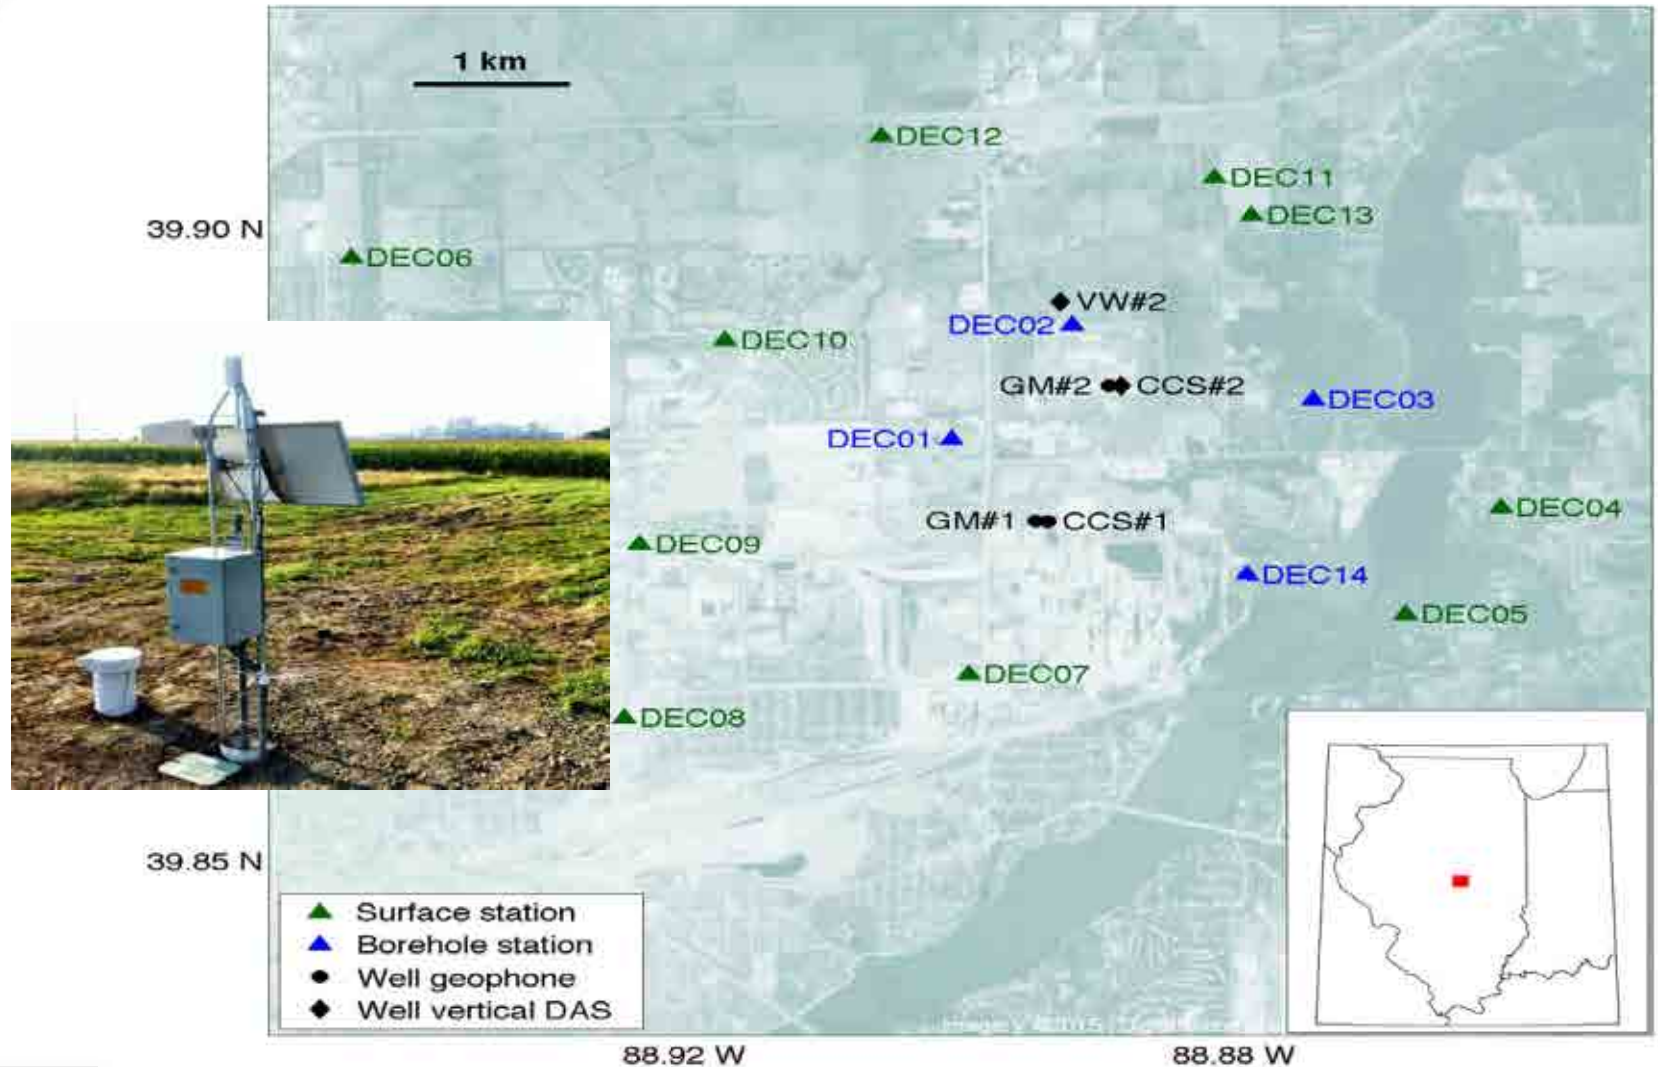 1 km
DEC12
DEC11
DEC13
39.90 N
DEC06
VW#2
DEC02
DEC10
GM#2 CCS#2
DEC03
DEC01
DEC04
GM#1 CCS#1
DEC09
DEC14
DEC05
DEC07
DEC08
39.85 N
Surface station
Borehole station
Well geophone
Well vertical DAS
88.92 W 88.88 W